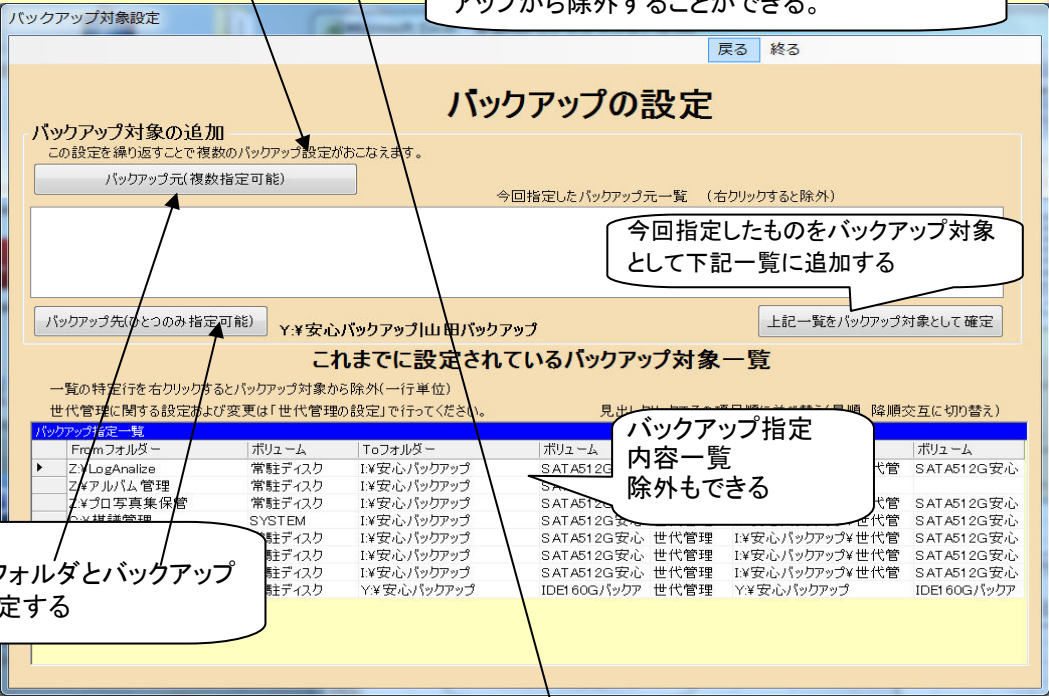 アップから除外することができる。
バックアップ対象設定
戻る 終る
バックアップの設定
バックアップ対象の追加
この設定を繰り返すことで複数のバックアップ設定がおこなえます。
バックアップ元(複数指定可能)
今回指定したバックアップ元一覧 (右クリックすると除外)
今回指定したものをバックアップ対象
として下記一覧に追加する
バックアップ先(ひとつのみ指定可能)
Y:¥安心バックアップ|山田バックアップ
上記一覧をバックアップ対象として確定
これまでに設定されているバックアップ対象一覧
一覧の特定行を右クリックするとバックアップ対象から除外(一行単位)
世代管理に関する設定および変更は「世代管理の設定」で行ってください。
降順交互に切り替え)
バックアップ指定
内容一覧
除外もできる
バックアップ指定一覧
Fromフォルダー ボリューム Toフォルダー ボリューム ボリューム
Z:¥LogAnalize 常駐ディスク I:¥安心バックアップ SATA512G 代管 SATA512G安心
Z:¥アルバム管理 常駐ディスク I:¥安心バックアップ
Z:¥プロ写真集保管 常駐ディスク I:¥安心バックアップ SATA512G 代管 SATA512G安心
棋譜管理 SYSTEM I:¥安心バックアップ SATA512G安心 世代管理 I:¥安心バックアップ¥世代管 SATA512G安心
駐ディスク I:¥安心バックアップ SATA512G安心 世代管理 I:¥安心バックアップ¥世代管 SATA512G安心
駐ディスク I:¥安心バックアップ SATA512G安心 世代管理 I:¥安心バックアップ¥世代管 SATA512G安心
駐ディスク Y:¥安心バックアップ IDE160Gバックア 世代管理 Y:¥安心バックアップ IDE160Gバックア
フォルダとバックアップ
定する